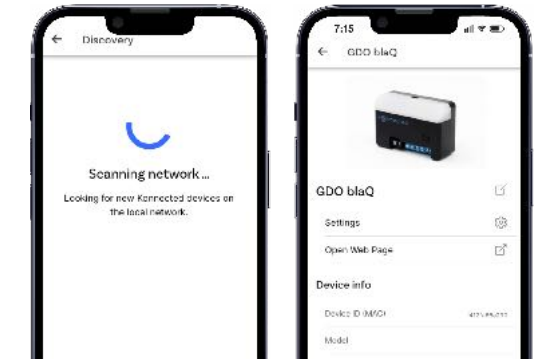 Discovery
Scanning network...
Looking for new Konnected devices on
the local network.
7:15
GDO blaQ
GDO blaQ
Settings
Open Web Page
Device info
Device ID (MAC)
Model